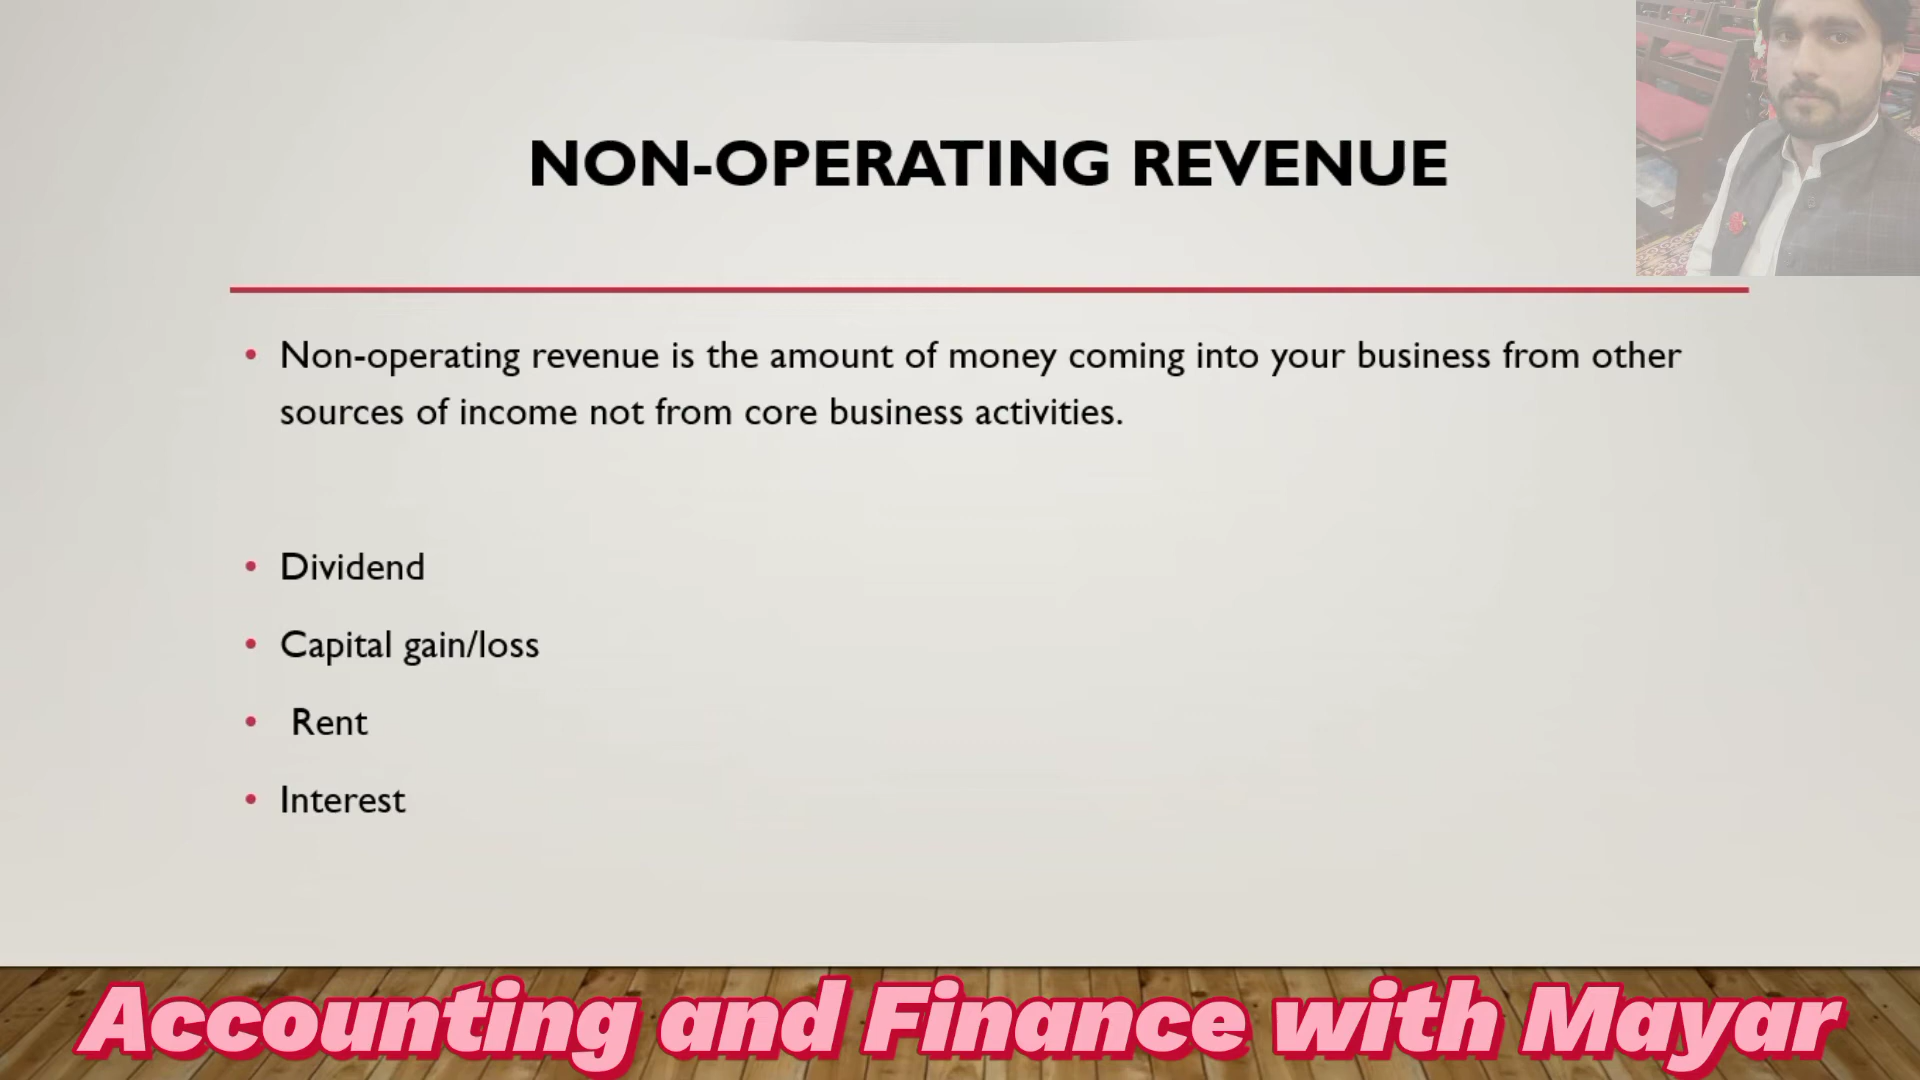 NON-OPERATING REVENUE
• Non-operating revenue is the amount of money coming into your business from other
sources of income not from core business activities.
• Dividend
• Capital gain/loss
• Rent
• Interest
Accounting and Finance with Mayar